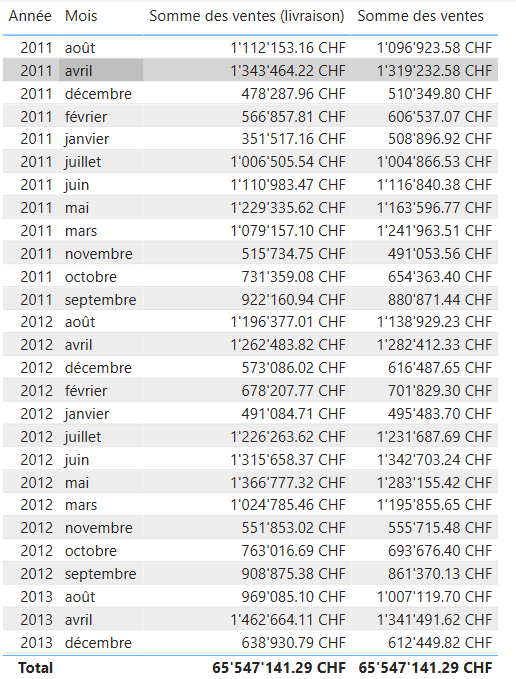 Année Mois Somme des ventes (livraison) Somme des ventes
2011 août 1'112'153.16 CHF 1'096'923.58 CHF
2011 avril 1'343'464.22 CHF 1'319'232.58 CHF
2011 décembre 478'287.96 CHF 510'349.80 CHF
2011 février 566'857.81 CHF 606'537.07 CHF
2011 janvier 351'517.16 CHF 508'896.92 CHF
2011 juillet 1'006'505.54 CHF 1'004'866.53 CHF
2011 juin 1'110'983.47 CHF 1'116'840.38 CHF
2011 mai 1'229'335.62 CHF 1'163'596.77 CHF
2011 mars 1'079'157.10 CHF 1'241'963.51 CHF
2011 novembre 515'734.75 CHF 491'053.56 CHF
2011 octobre 731'359.08 CHF 654'363.40 CHF
2011 septembre 922'160.94 CHF 880'871.44 CHF
2012 août 1'196'377.01 CHF 1'138'929.23 CHF
2012 avril 1'262'483.82 CHF 1'282'412.33 CHF
2012 décembre 573'086.02 CHF 616'487.65 CHF
2012 février 678'207.77 CHF 701'829.30 CHF
2012 janvier 491'084.71 CHF 495'483.70 CHF
2012 juillet 1'226'263.62 CHF 1'231'687.69 CHF
2012 juin 1'315'658.37 CHF 1'342'703.24 CHF
2012 mai 1'366'777.32 CHF 1'283'155.42 CHF
2012 mars 1'024'785.46 CHF 1'195'855.65 CHF
2012 novembre 551'853.02 CHF 555'715.48 CHF
2012 octobre 763'016.69 CHF 693'676.40 CHF
2012 septembre 908'875.38 CHF 861'370.13 CHF
2013 août 969'085.10 CHF 1'007'119.70 CHF
2013 avril 1'462'664.11 CHF 1'341'491.62 CHF
2013 décembre 638'930.79 CHF 612'449.82 CHF
Total 65'547'141.29 CHF 65'547'141.29 CHF